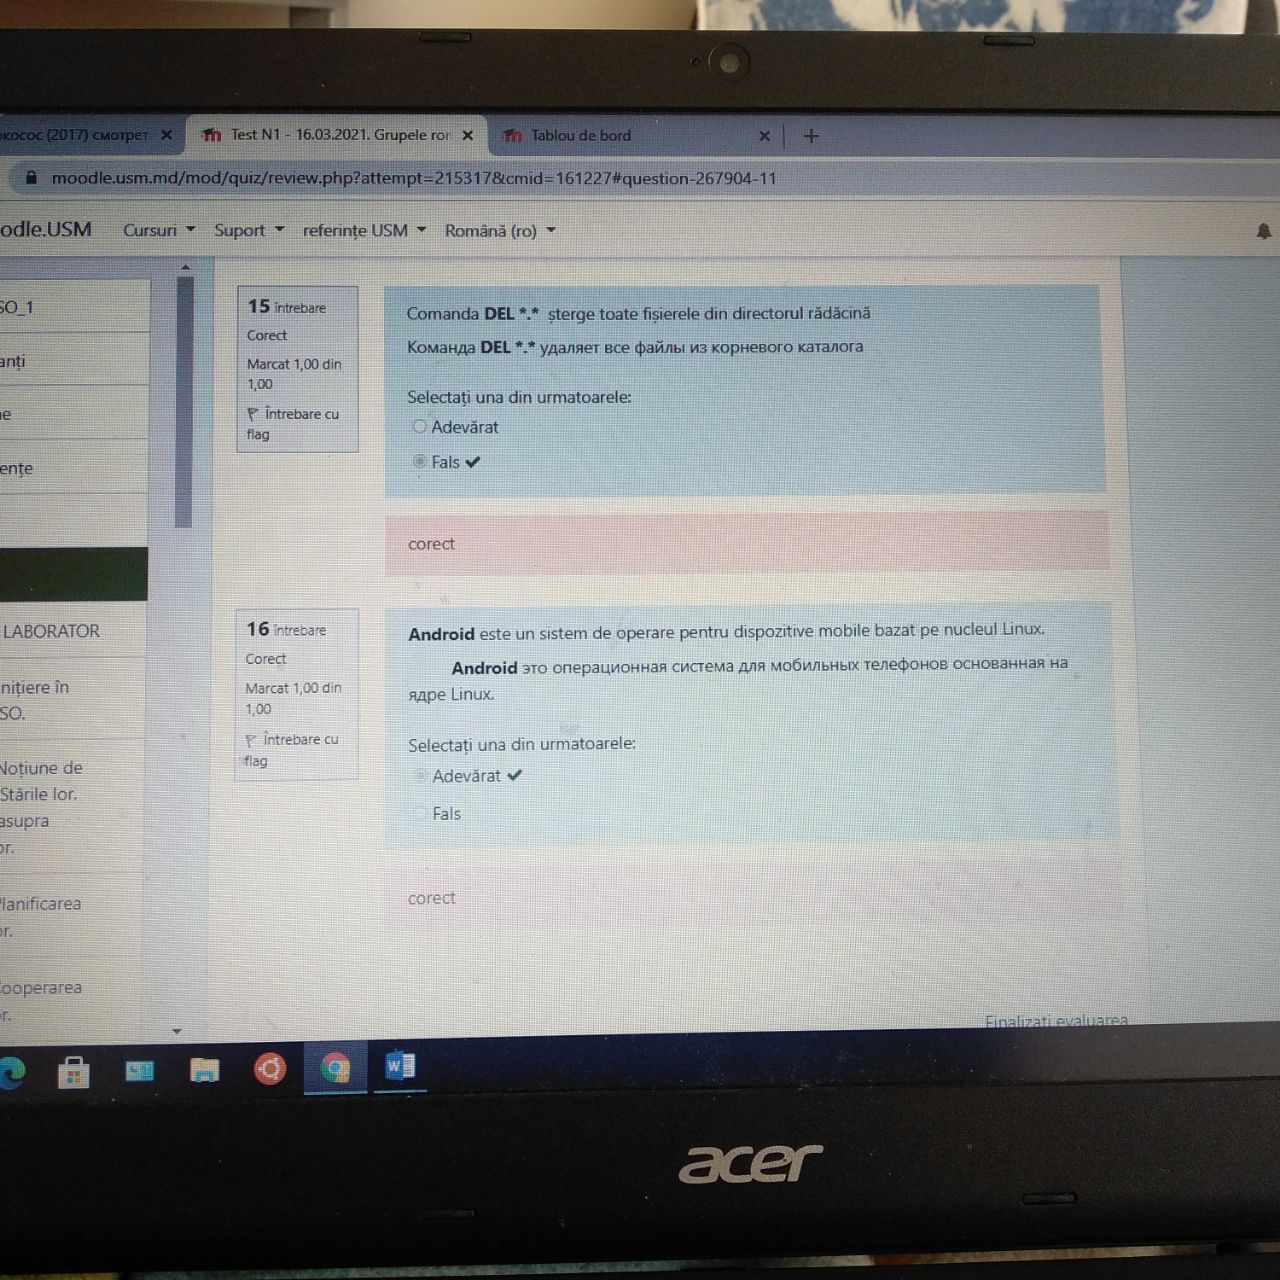 (2017) смотрет
Test N1 - 16.03.2021. Grupele ror
Tablou de bord
moodle.usm.md/mod/quiz/review.php?attempt=215317&cmid=161227#question-267904-11
odle.USM
Cursuri
Suport
referințe USM
Română (ro)
SO_1
anți
ne
ențe
LABORATOR
nițiere în
SO.
Noțiune de
Stările lor.
asupra
or.
lanificarea
or.
ooperarea
r.
15 întrebare
Corect
Marcat 1,00 din
1,00
Întrebare cu
flag
Comanda DEL *.* șterge toate fișierele din directorul rădăcină
Команда DEL *.* удаляет все файлы из корневого каталога
Selectați una din urmatoarele:
Adevărat
Fals
corect
16 întrebare
Corect
Marcat 1,00 din
1,00
Întrebare cu
flag
Android este un sistem de operare pentru dispozitive mobile bazat pe nucleul Linux.
Android это операционная система для мобильных телефонов основанная на
ядре Linux.
Selectați una din urmatoarele:
Adevărat
Fals
corect
Finalizați evaluarea
acer